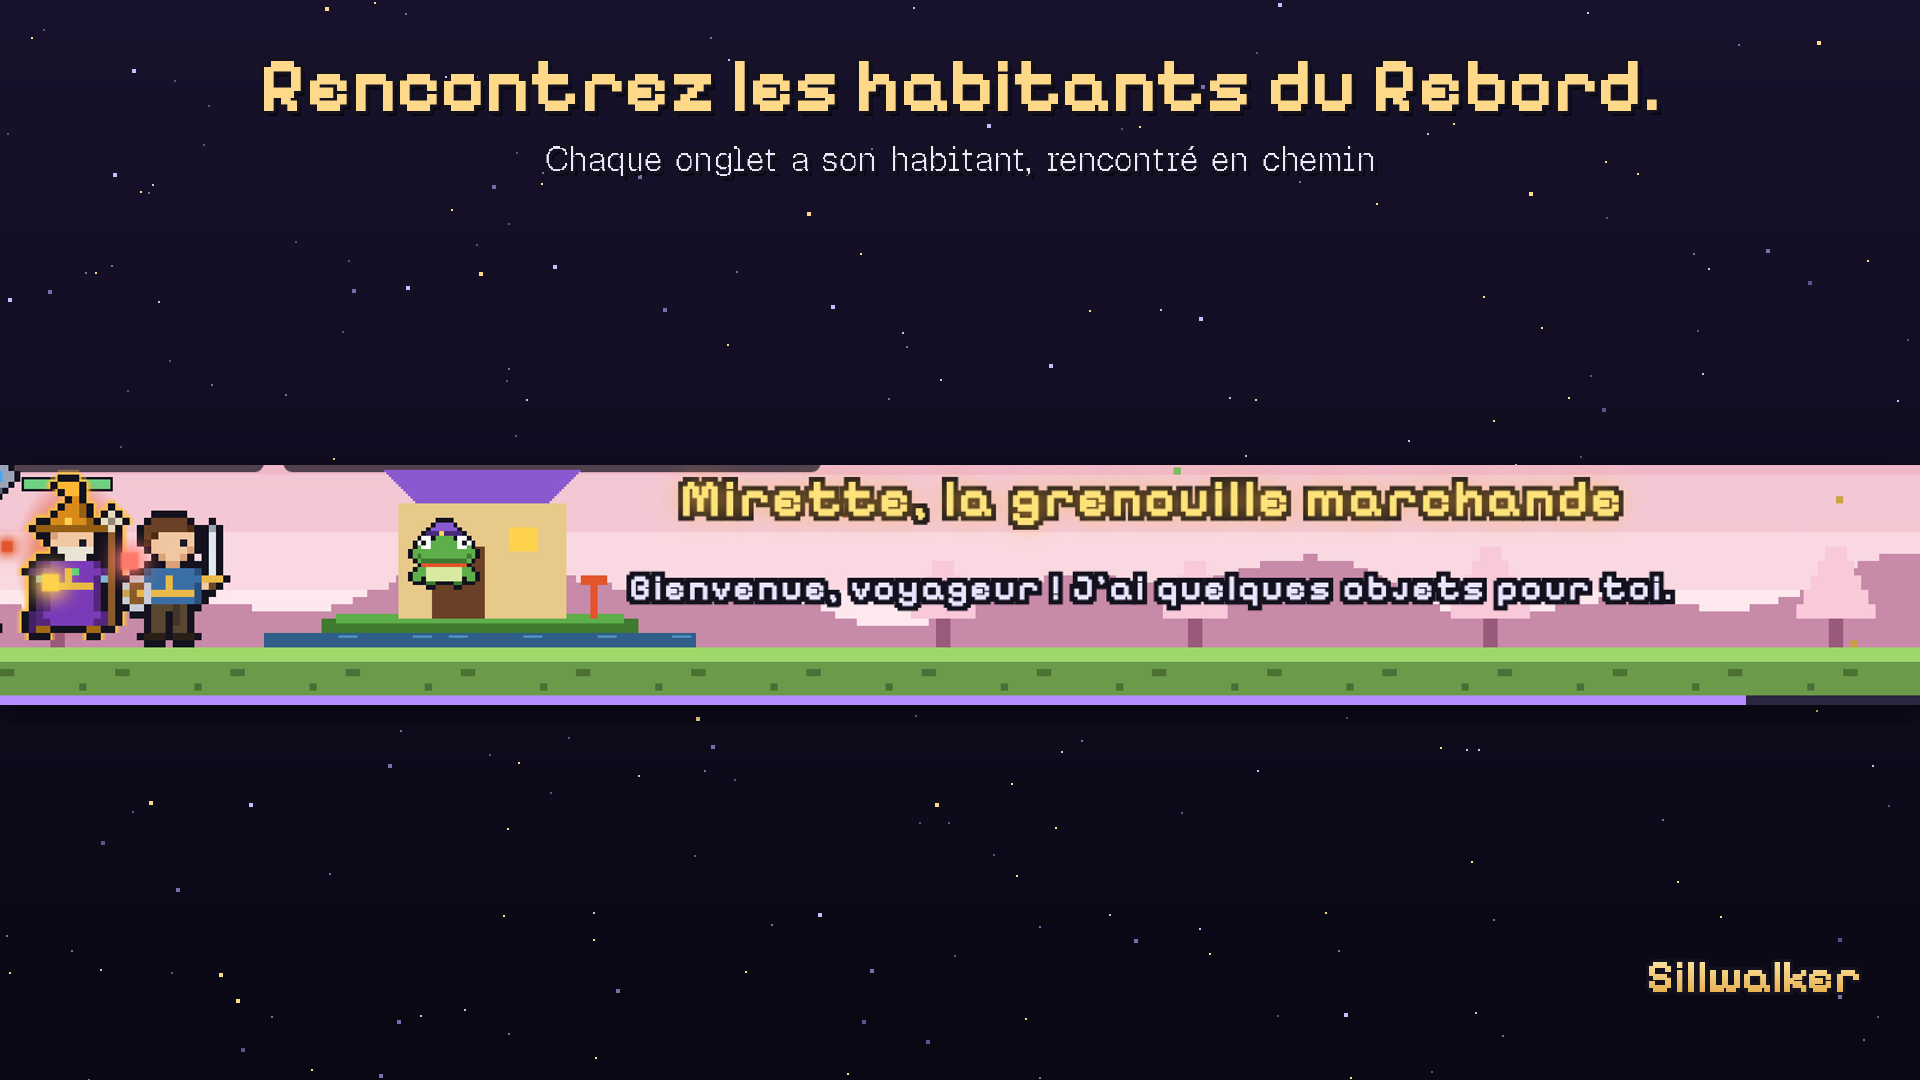 Rencontrez les habitants du Rebord.
Chaque onglet a son habitant, rencontré en chemin
Mirette, la grenouille marchande
Bienvenue, voyageur ! J'ai quelques objets pour toi.
Sillwalker